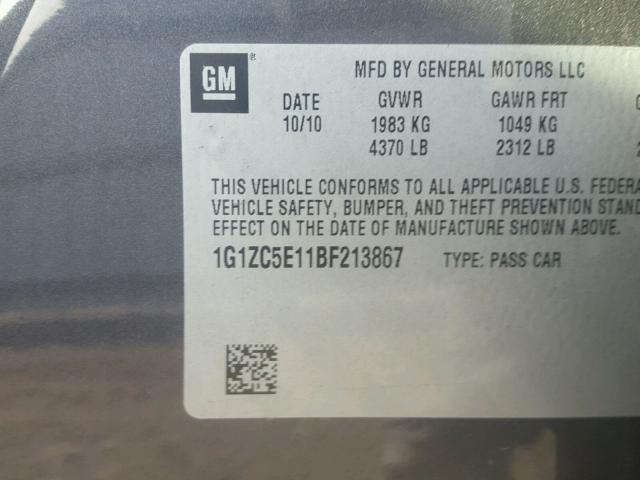 GM ® MFD BY GENERAL MOTORS LLC
DATE GVWR GAWR FRT
10/10 1983 KG 1049 KG
4370 LB 2312 LB
THIS VEHICLE CONFORMS TO ALL APPLICABLE U.S. FEDERA
VEHICLE SAFETY, BUMPER, AND THEFT PREVENTION STAND
EFFECT ON THE DATE OF MANUFACTURE SHOWN ABOVE.
1G1ZC5E11BF213867 TYPE: PASS CAR